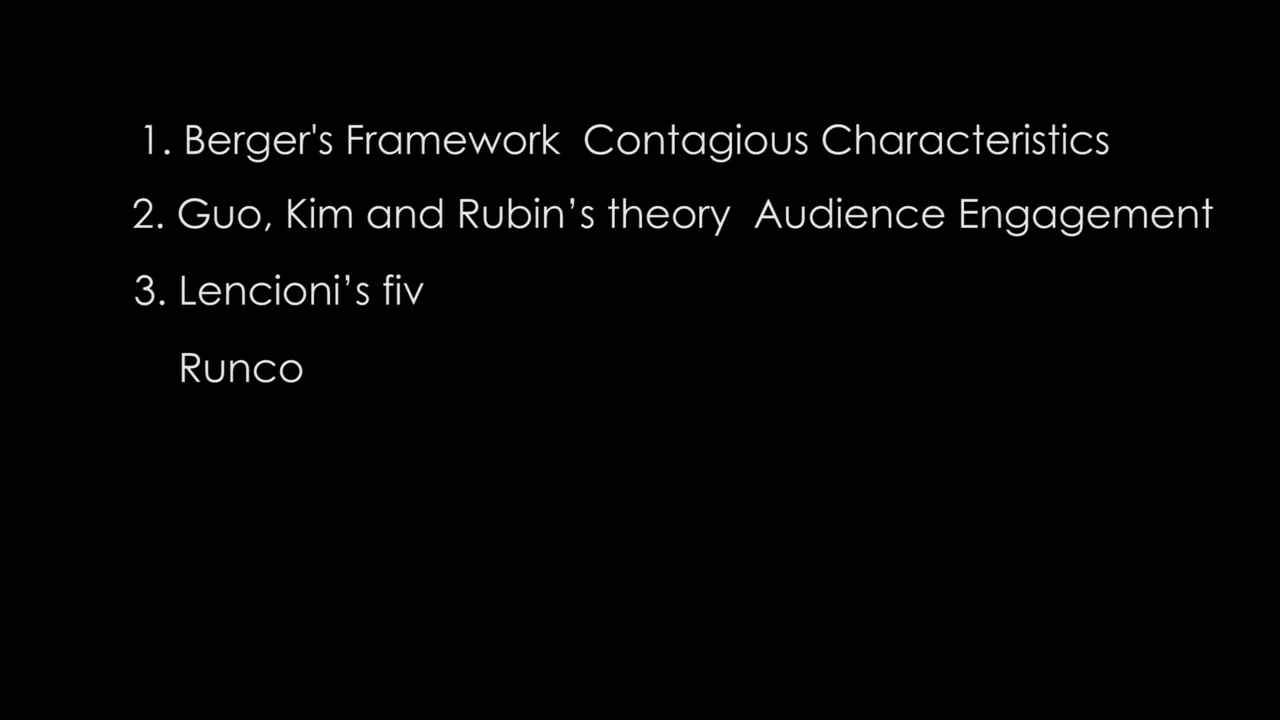 1. Berger's Framework  Contagious Characteristics
2. Guo, Kim and Rubin’s theory  Audience Engagement
3. Lencioni’s fiv
Runco